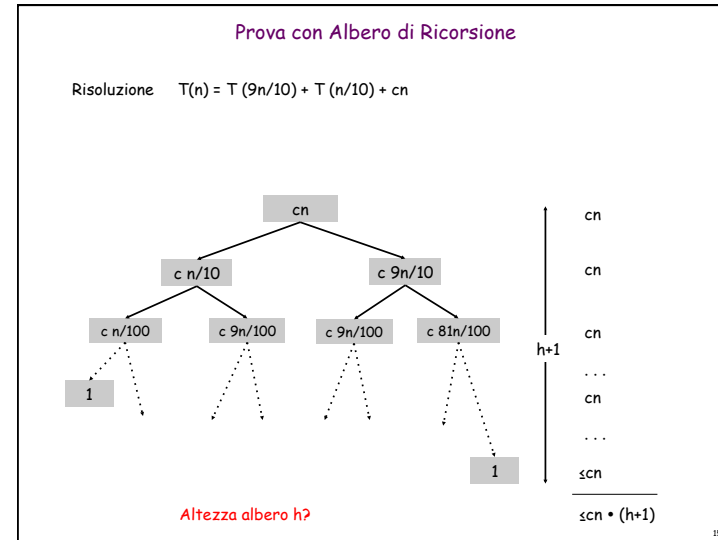 Prova con Albero di Ricorsione
Risoluzione T(n) = T (9n/10) + T (n/10) + cn
cn
cn
c n/10
c 9n/10
cn
c n/100
c 9n/100
c 9n/100
c 81n/100
cn
h+1
. . .
1
cn
. . .
1
≤cn
Altezza albero h?
≤cn • (h+1)